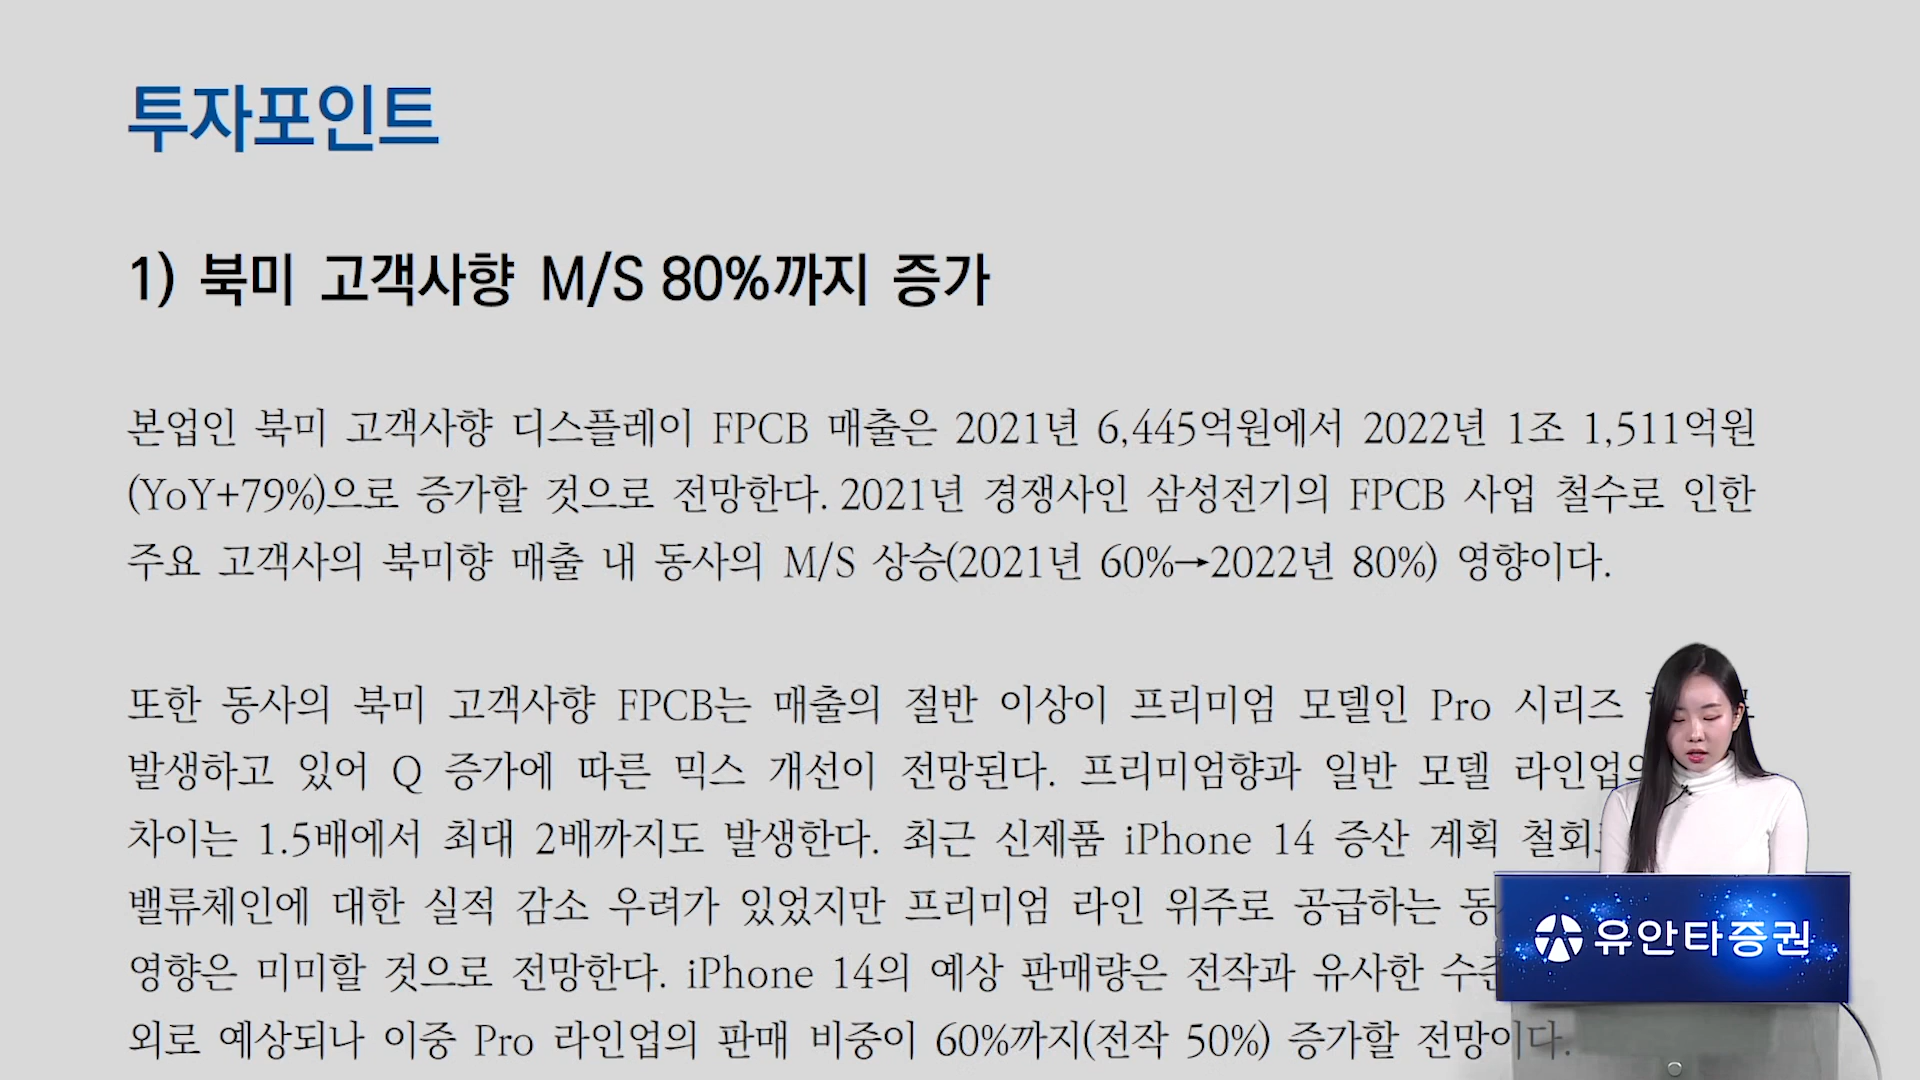 투자포인트
1) 북미 고객사향 M/S 80%까지 증가
본업인 북미 고객사향 디스플레이 FPCB 매출은 2021년 6,445억원에서 2022년 1조 1,511억원
(YoY+79%)으로 증가할 것으로 전망한다. 2021년 경쟁사인 삼성전기의 FPCB 사업 철수로 인한
주요 고객사의 북미향 매출 내 동사의 M/S 상승(2021년 60%→2022년 80%) 영향이다.
또한 동사의 북미 고객사향 FPCB는 매출의 절반 이상이 프리미엄 모델인 Pro 시리즈
발생하고 있어 Q 증가에 따른 믹스 개선이 전망된다. 프리미엄향과 일반 모델
차이는 1.5배에서 최대 2배까지도 발생한다. 최근 신제품 iPhone 14 증산 계획
밸류체인에 대한 실적 감소 우려가 있었지만 프리미엄 라인 위주로 공급하는
영향은 미미할 것으로 전망한다. iPhone 14의 예상 판매량은 전작과 유사한
외로 예상되나 이중 Pro 라인업의 판매 비중이 60%까지(전작 50%) 증가할 전망이다.
유안타증권